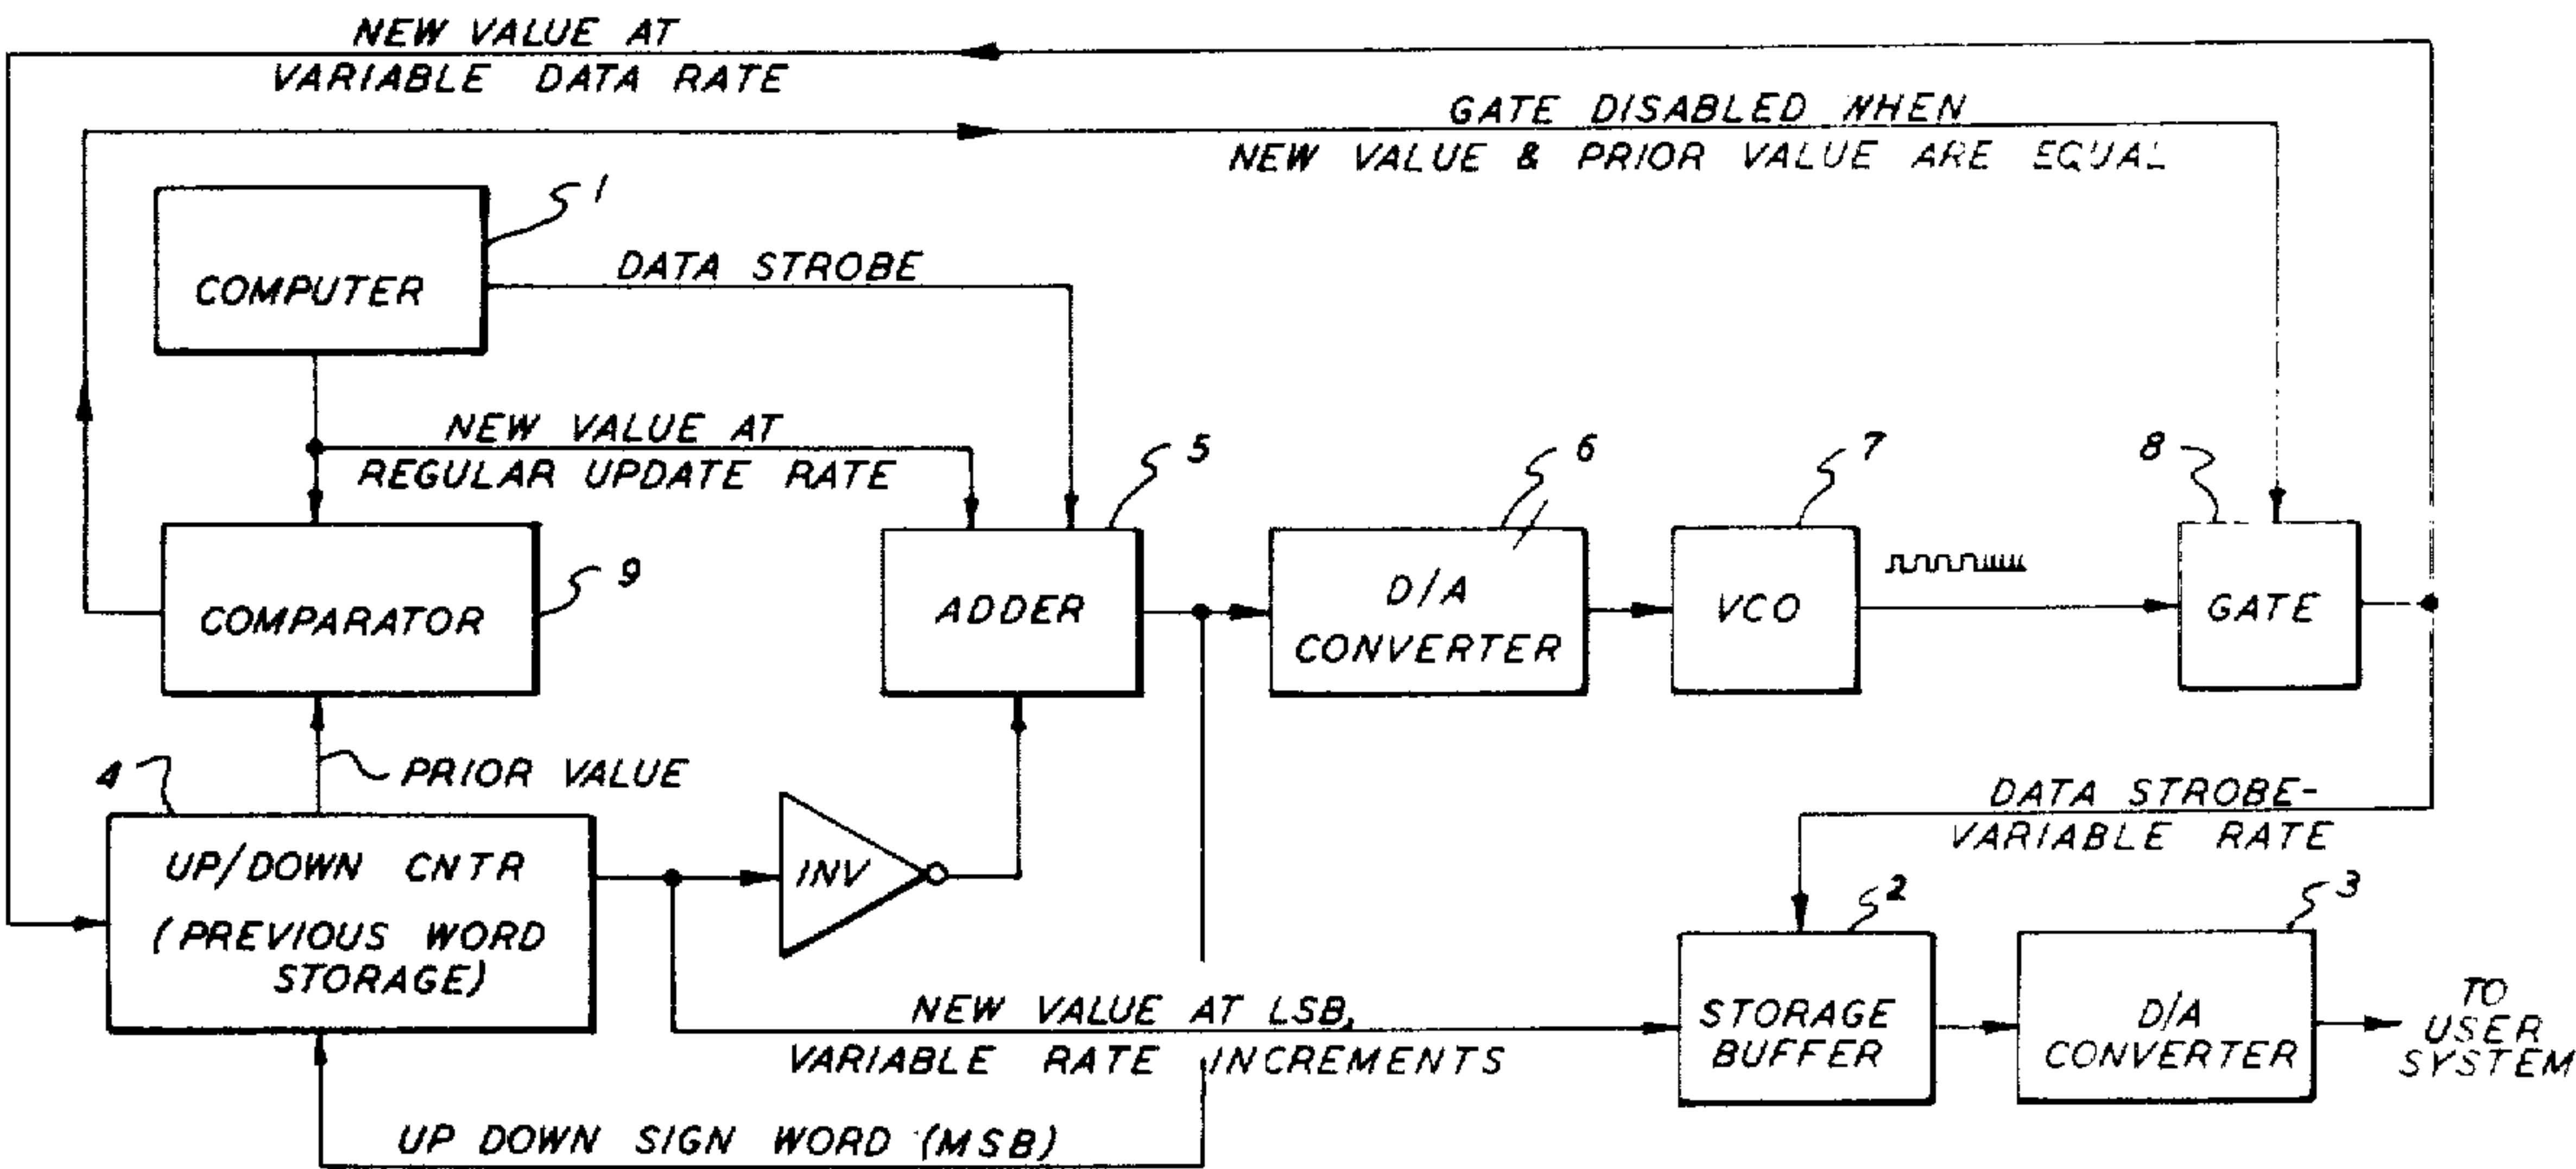 NEW VALUE AT
VARIABLE DATA RATE
GATE DISABLED WHEN
NEW VALUE & PRIOR VALUE ARE EQUAL
1
COMPUTER
DATA STROBE
NEW VALUE AT
REGULAR UPDATE RATE
5
6
7
8
9
COMPARATOR
ADDER
D/A
CONVERTER
VCO
GATE
4
PRIOR VALUE
UP/DOWN CNTR
(PREVIOUS WORD
STORAGE)
INV
DATA STROBE-
VARIABLE RATE
2
3
NEW VALUE AT LSB,
VARIABLE RATE INCREMENTS
STORAGE
BUFFER
D/A
CONVERTER
TO
USER
SYSTEM
UP DOWN SIGN WORD (MSB)